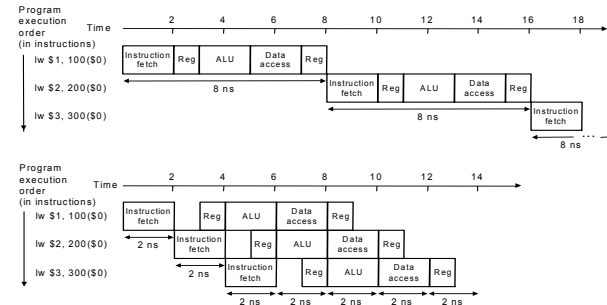 Program
execution
order
(in instructions)
Time
2 4 6 8 10 12 14 16 18
lw $1, 100($0)
Instruction
fetch
Reg
ALU
Data
access
Reg
8 ns
lw $2, 200($0)
Instruction
fetch
Reg
ALU
Data
access
Reg
8 ns
lw $3, 300($0)
Instruction
fetch
...
8 ns
Program
execution
order
(in instructions)
Time
2 4 6 8 10 12 14
lw $1, 100($0)
Instruction
fetch
Reg
ALU
Data
access
Reg
2 ns
lw $2, 200($0)
Instruction
fetch
Reg
ALU
Data
access
Reg
2 ns
lw $3, 300($0)
Instruction
fetch
Reg
ALU
Data
access
Reg
2 ns 2 ns 2 ns 2 ns 2 ns